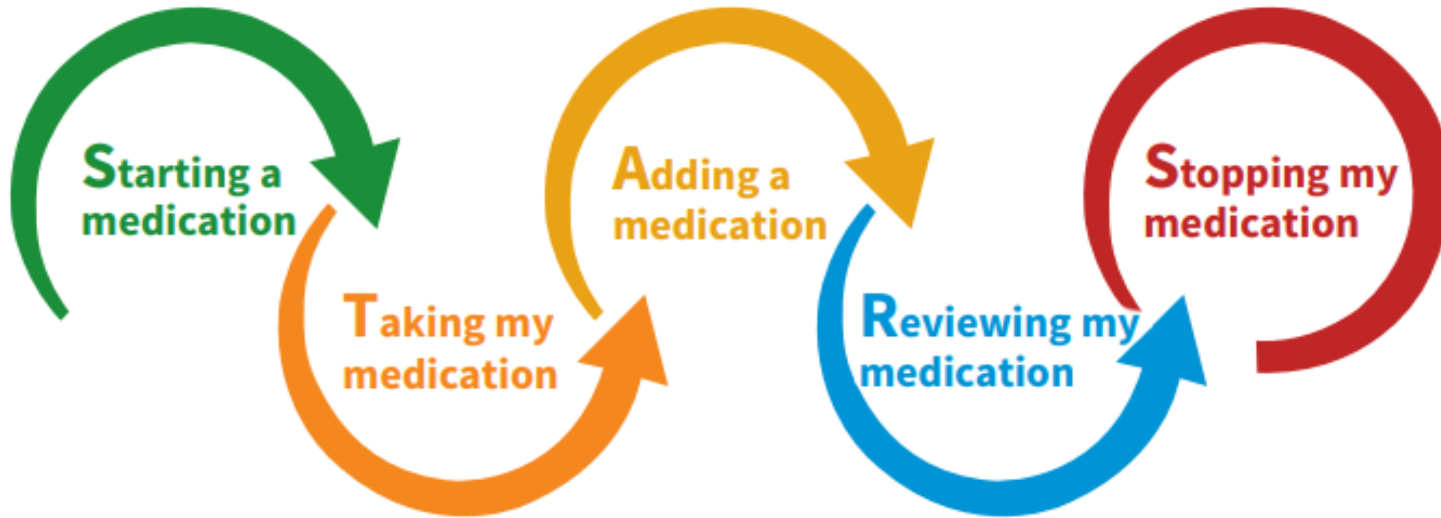 Starting a
medication
Taking my
medication
Adding a
medication
Reviewing my
medication
Stopping my
medication